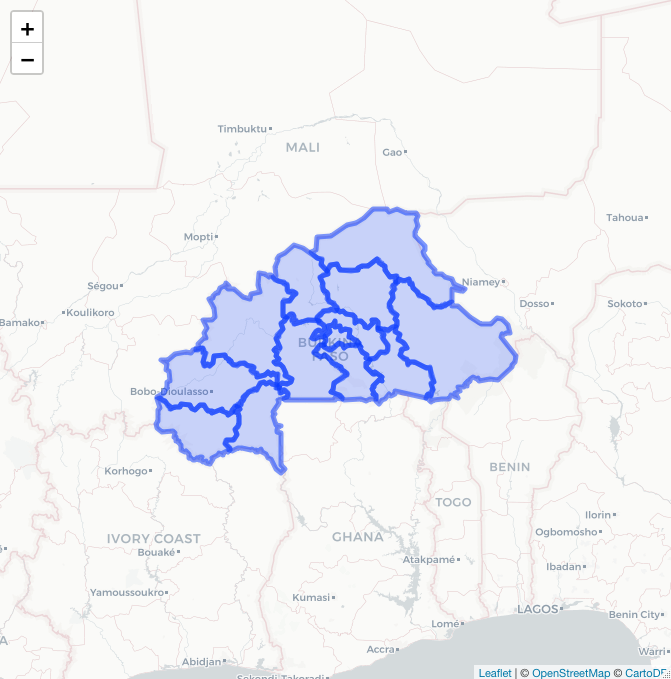 +
−
Timbuktu
MALI
Gao
Tahoua
Mopti
Niamey
Ségou
Dosso
Sokoto
Koulikoro
Bamako
BURKINA
FASO
Bobo-Dioulasso
Korhogo
BENIN
TOGO
Ilorin
IVORY COAST
GHANA
Ogbomosho
Bouaké
Atakpamé
Ibadan
Yamoussoukro
Kumasi
LAGOS
Benin City
Lomé
Accra
Warri
Abidjan
Sekondi-Takoradi
Leaflet | © OpenStreetMap © CartoDB